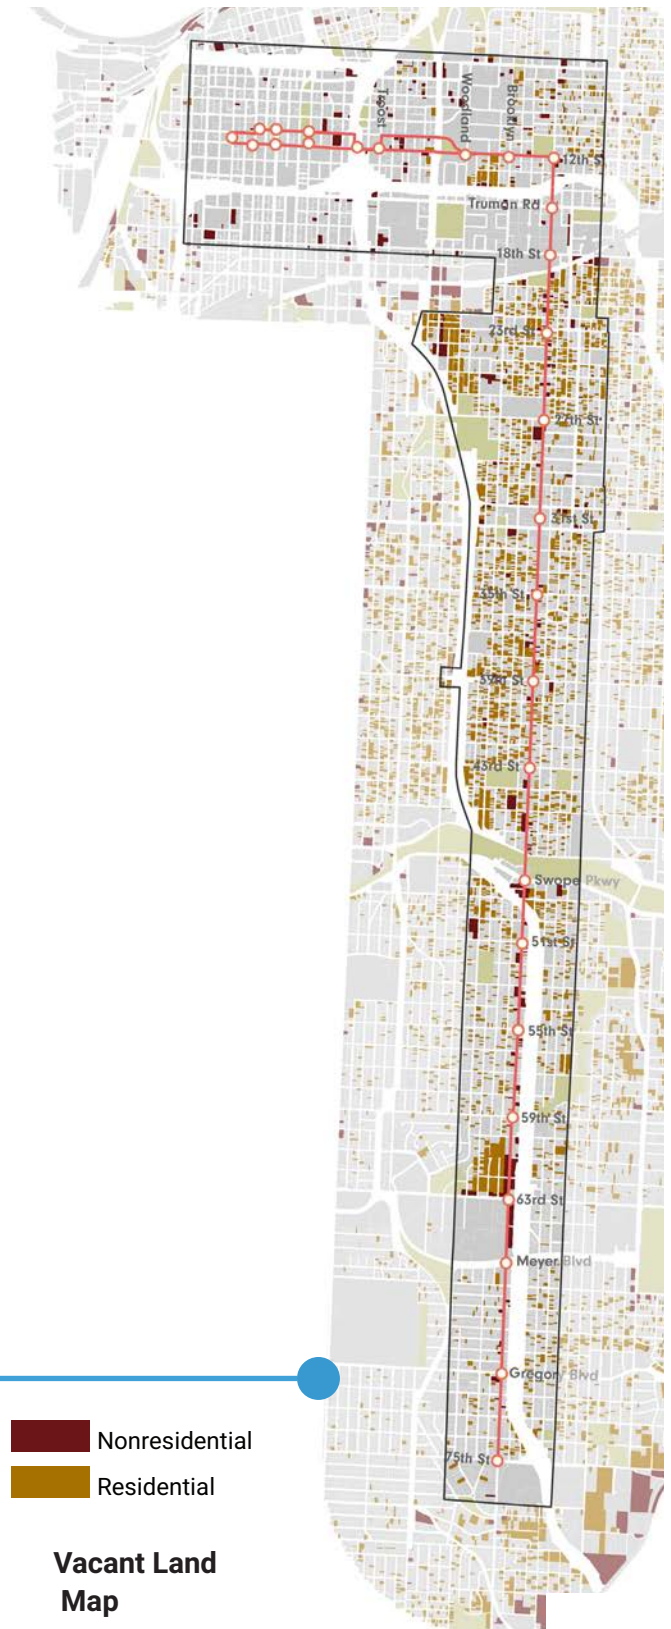 Troost
Woodland
Brooklyn
12th S
Truman Rd
18th St
23rd St
27th St
31st St
35th St
39th St
43rd St
Swope Pkwy
51st St
55th St
59th St
63rd St
Meyer Blvd
Gregory Blvd
75th St
Nonresidential
Residential
Vacant Land
Map